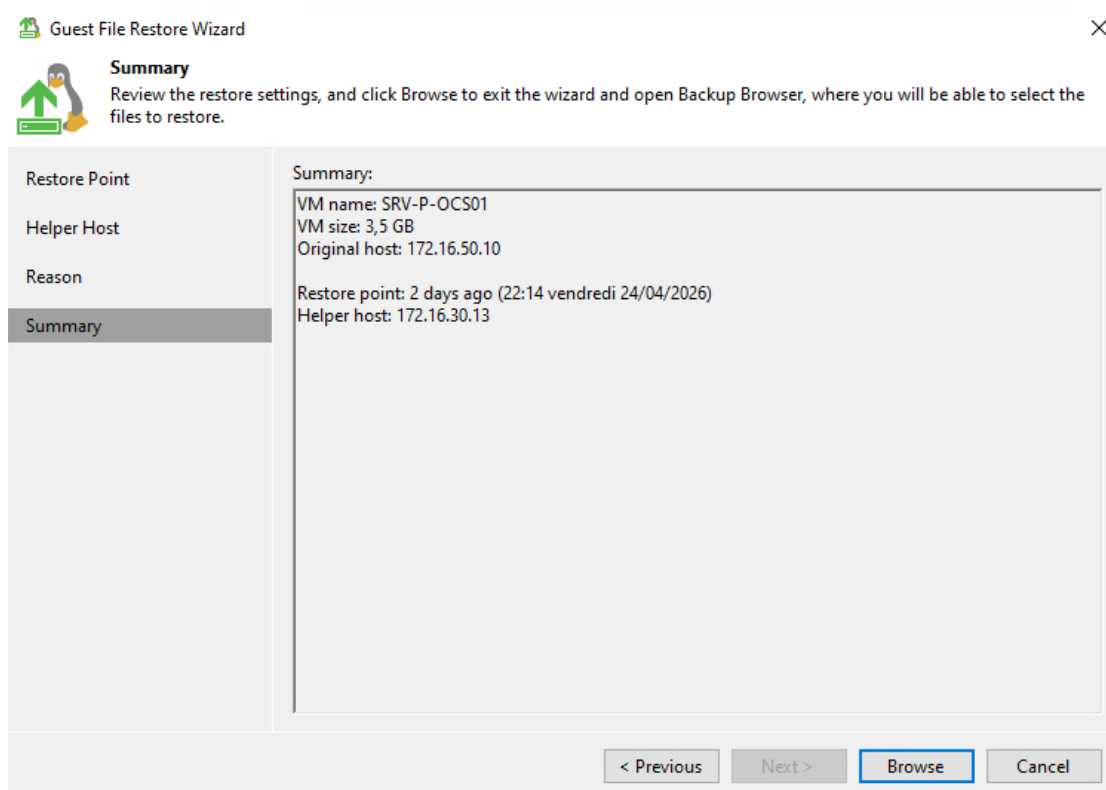 Guest File Restore Wizard
Summary
Review the restore settings, and click Browse to exit the wizard and open Backup Browser, where you will be able to select the
files to restore.
Restore Point
Helper Host
Reason
Summary
Summary:
VM name: SRV-P-OCS01
VM size: 3,5 GB
Original host: 172.16.50.10
Restore point: 2 days ago (22:14 vendredi 24/04/2026)
Helper host: 172.16.30.13
< Previous
Next >
Browse
Cancel